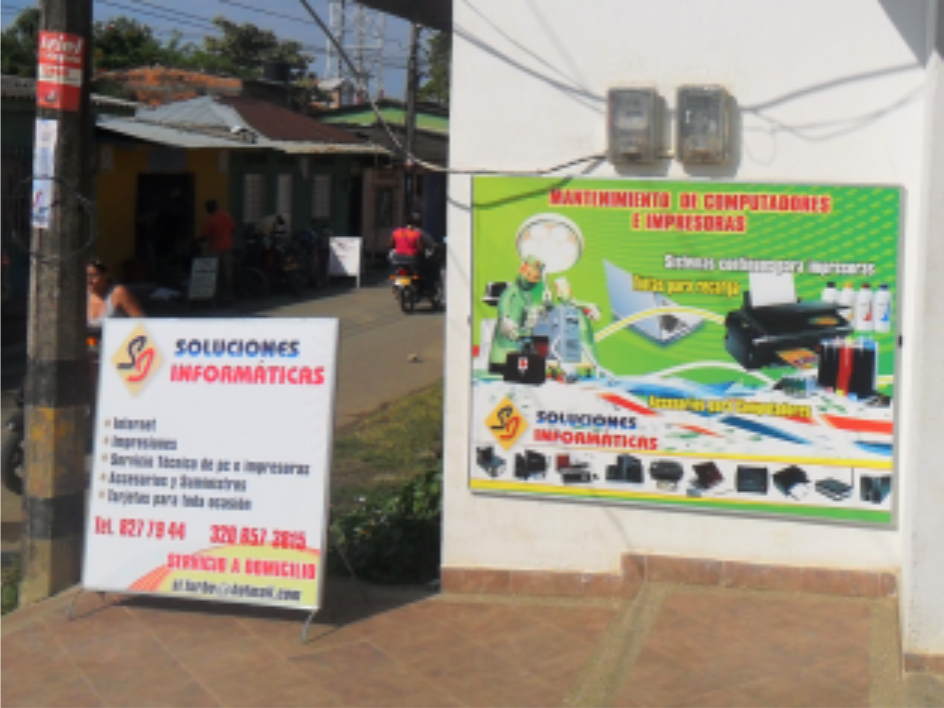 SOLUCIONES
INFORMÁTICAS
Internet
Impresiones
Servicio Técnico de pc e impresoras
Accesorios y Suministros
Tarjetas para toda ocasión
Tel. 827 79 44 320 657 3815
SERVICIO A DOMICILIO
MANTENIMIENTO DE COMPUTADORES
E IMPRESORAS
Sistemas continuos para impresoras
Tintas para recarga
Accesorios para Computadores
SOLUCIONES
INFORMÁTICAS